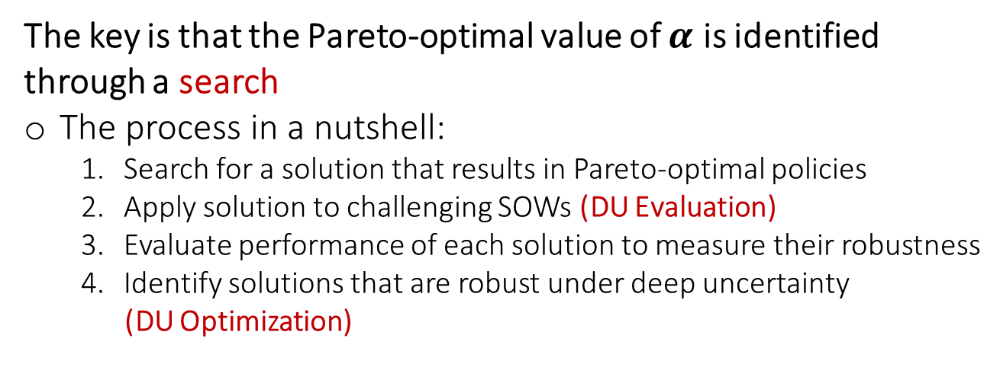 The key is that the Pareto-optimal value of α is identified
through a search
o The process in a nutshell:
1. Search for a solution that results in Pareto-optimal policies
2. Apply solution to challenging SOWs (DU Evaluation)
3. Evaluate performance of each solution to measure their robustness
4. Identify solutions that are robust under deep uncertainty
(DU Optimization)